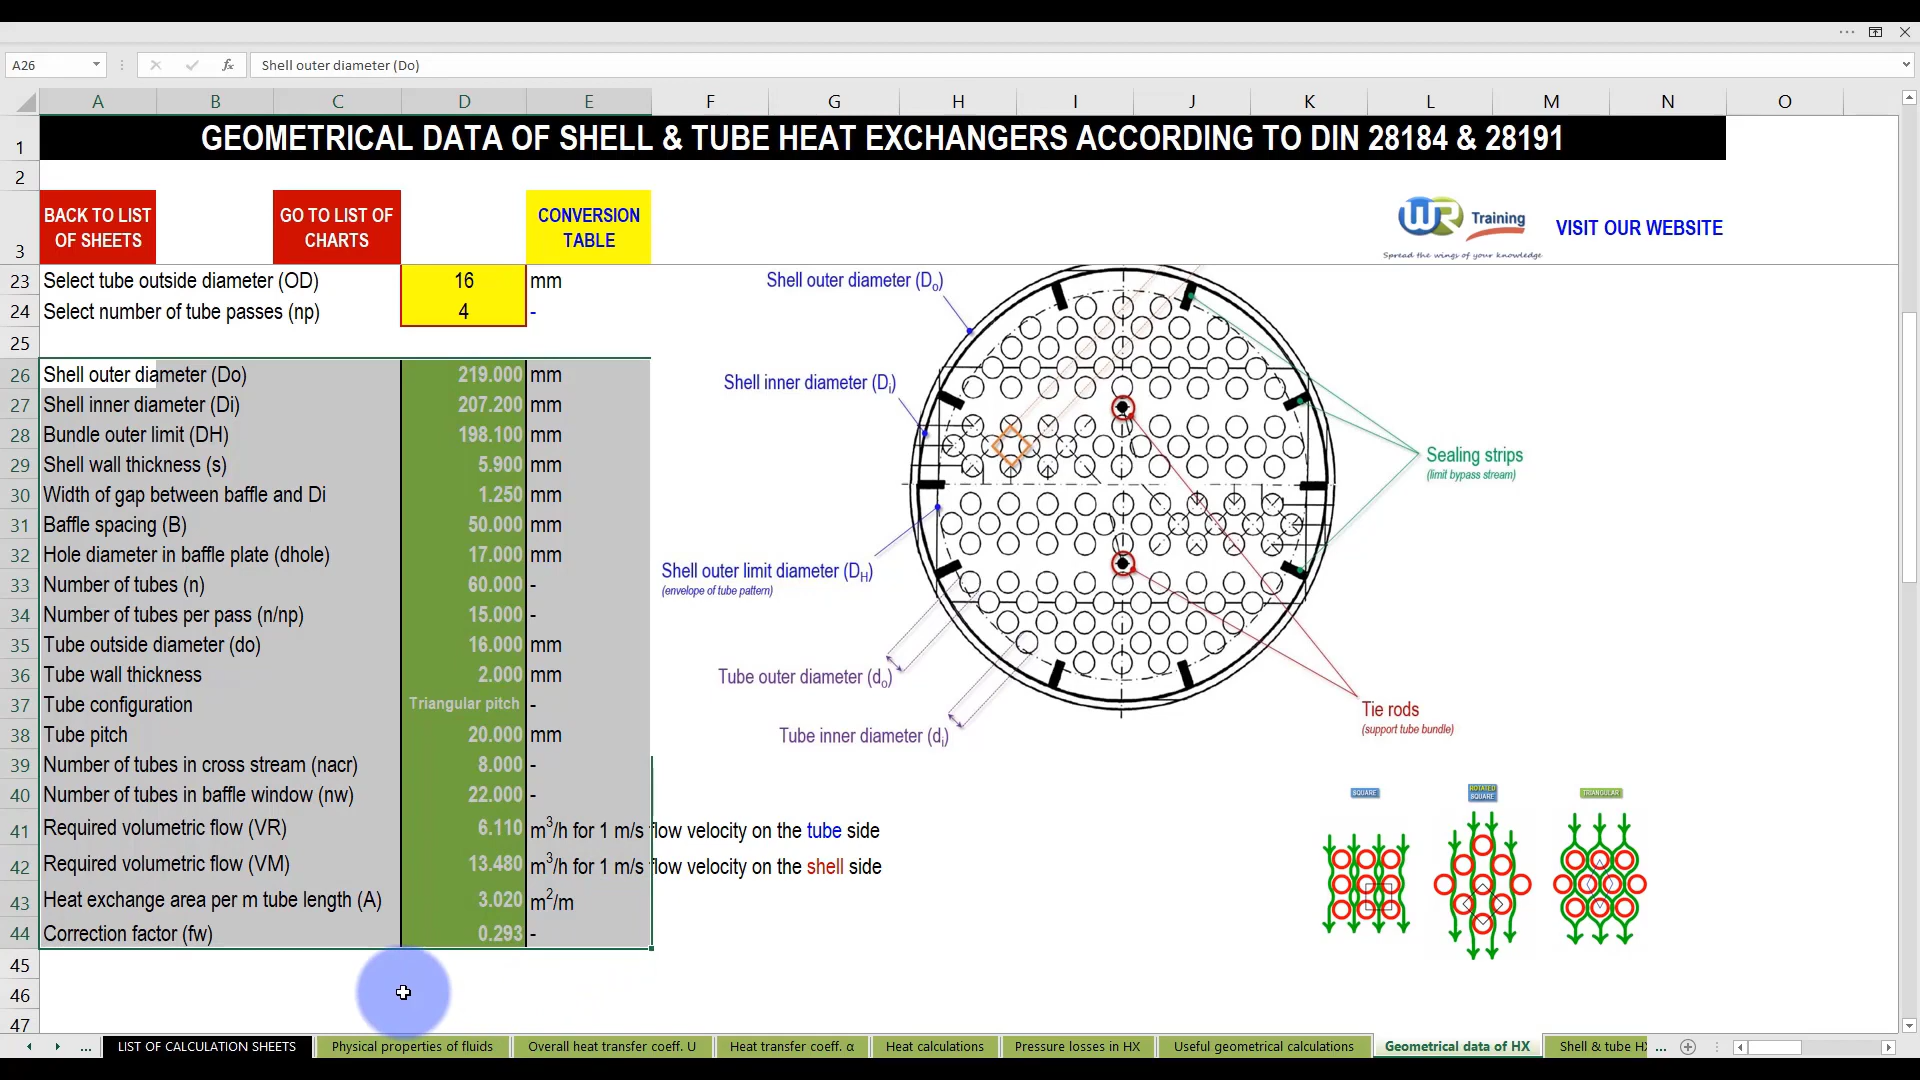 A26
Shell outer diameter (Do)
A B C D E F G H I J K L M N O
1 GEOMETRICAL DATA OF SHELL & TUBE HEAT EXCHANGERS ACCORDING TO DIN 28184 & 28191
2
3
BACK TO LIST
OF SHEETS
GO TO LIST OF
CHARTS
CONVERSION
TABLE
WR Training
Spread the wings of your knowledge
VISIT OUR WEBSITE
23 Select tube outside diameter (OD) 16 mm
24 Select number of tube passes (np) 4 -
25
26 Shell outer diameter (Do) 219.000 mm
27 Shell inner diameter (Di) 207.200 mm
28 Bundle outer limit (DH) 198.100 mm
29 Shell wall thickness (s) 5.900 mm
30 Width of gap between baffle and Di 1.250 mm
31 Baffle spacing (B) 50.000 mm
32 Hole diameter in baffle plate (dhole) 17.000 mm
33 Number of tubes (n) 60.000 -
34 Number of tubes per pass (n/np) 15.000 -
35 Tube outside diameter (do) 16.000 mm
36 Tube wall thickness 2.000 mm
37 Tube configuration Triangular pitch -
38 Tube pitch 20.000 mm
39 Number of tubes in cross stream (nacr) 8.000 -
40 Number of tubes in baffle window (nw) 22.000 -
41 Required volumetric flow (VR) 6.110 m³/h for 1 m/s flow velocity on the tube side
42 Required volumetric flow (VM) 13.480 m³/h for 1 m/s flow velocity on the shell side
43 Heat exchange area per m tube length (A) 3.020 m²/m
44 Correction factor (fw) 0.293 -
45
46
47
Shell outer diameter (Do)
Shell inner diameter (Di)
Shell outer limit diameter (DH)
(envelope of tube pattern)
Tube outer diameter (do)
Tube inner diameter (di)
Sealing strips
(limit bypass stream)
Tie rods
(support tube bundle)
SQUARE
ROTATED
SQUARE
TRIANGULAR
... LIST OF CALCULATION SHEETS Physical properties of fluids Overall heat transfer coeff. U Heat transfer coeff. α Heat calculations Pressure losses in HX Useful geometrical calculations Geometrical data of HX Shell & tube HX ...